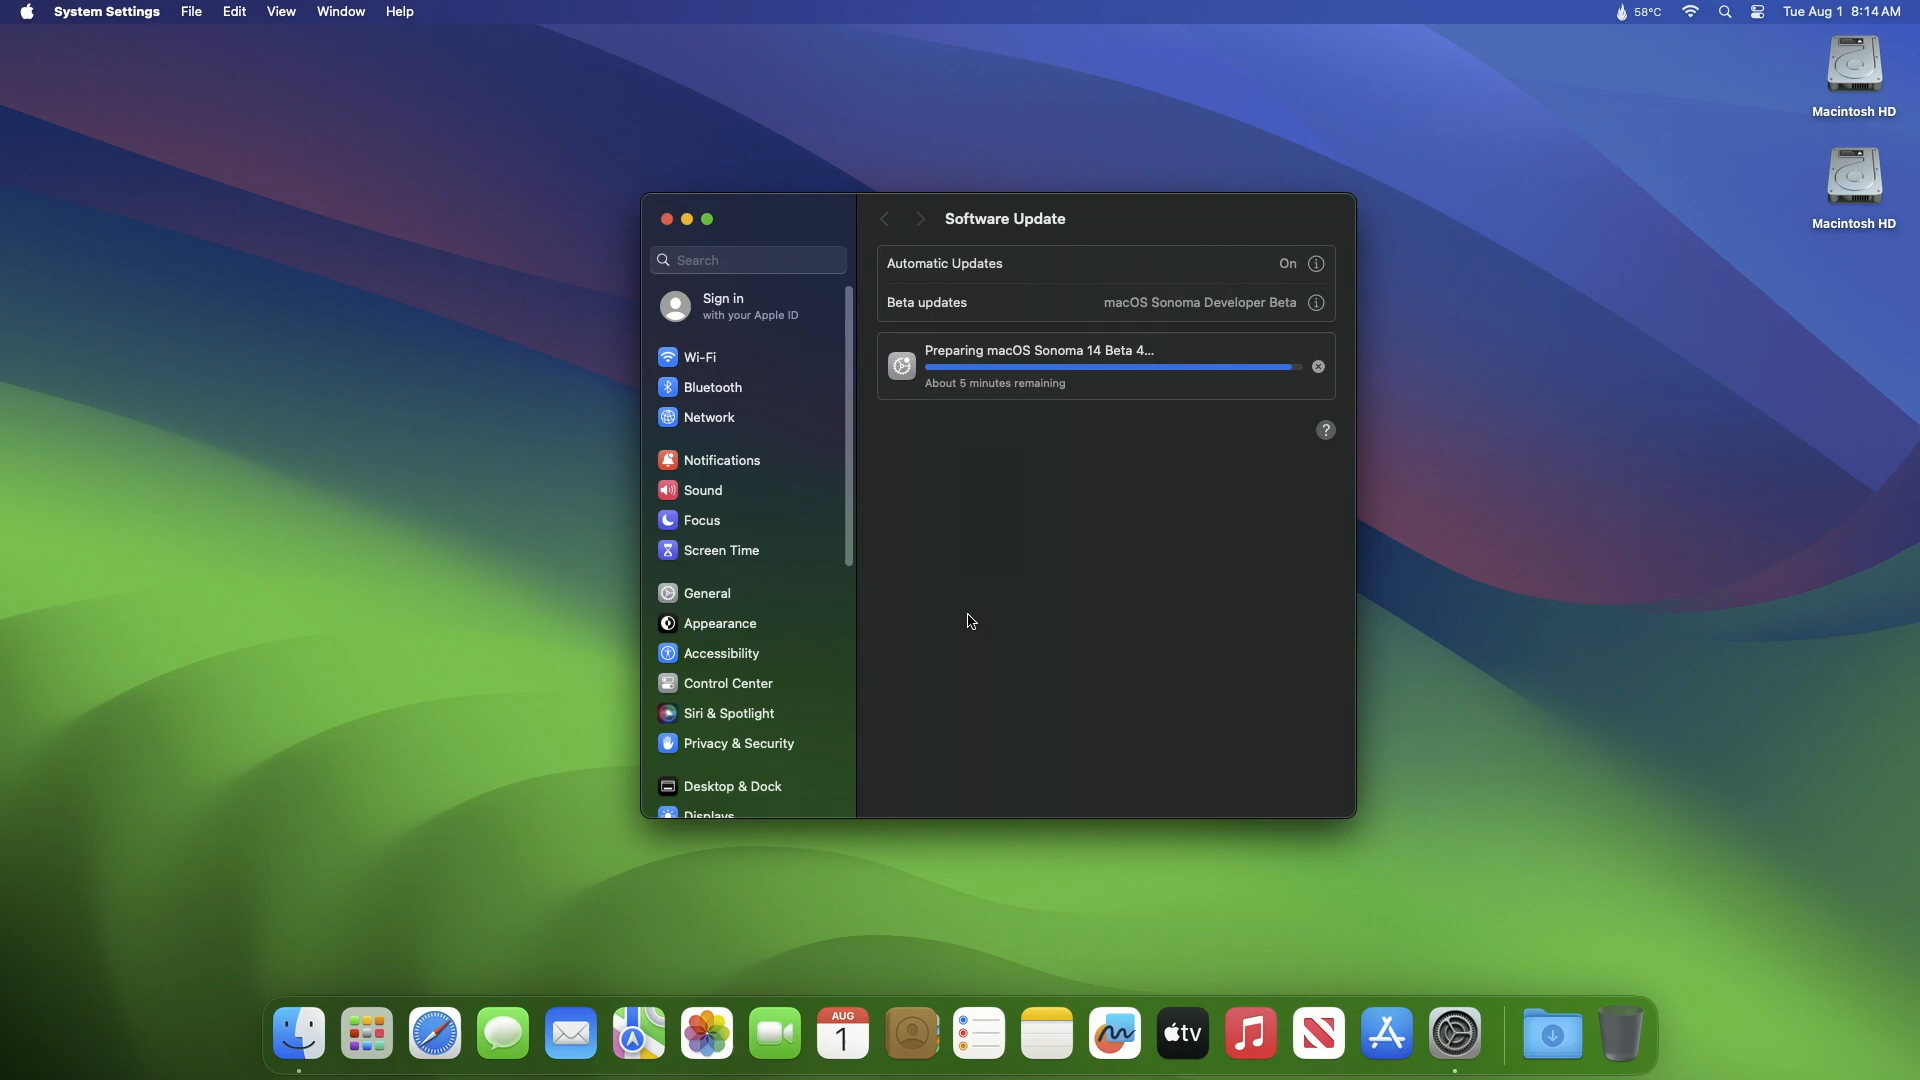 System Settings File Edit View Window Help
58°C Tue Aug 1 8:14 AM
Macintosh HD
Macintosh HD
Search
Sign in
with your Apple ID
Wi-Fi
Bluetooth
Network
Notifications
Sound
Focus
Screen Time
General
Appearance
Accessibility
Control Center
Siri & Spotlight
Privacy & Security
Desktop & Dock
Displays
Software Update
Automatic Updates On
Beta updates macOS Sonoma Developer Beta
Preparing macOS Sonoma 14 Beta 4...
About 5 minutes remaining
?
AUG
1
tv